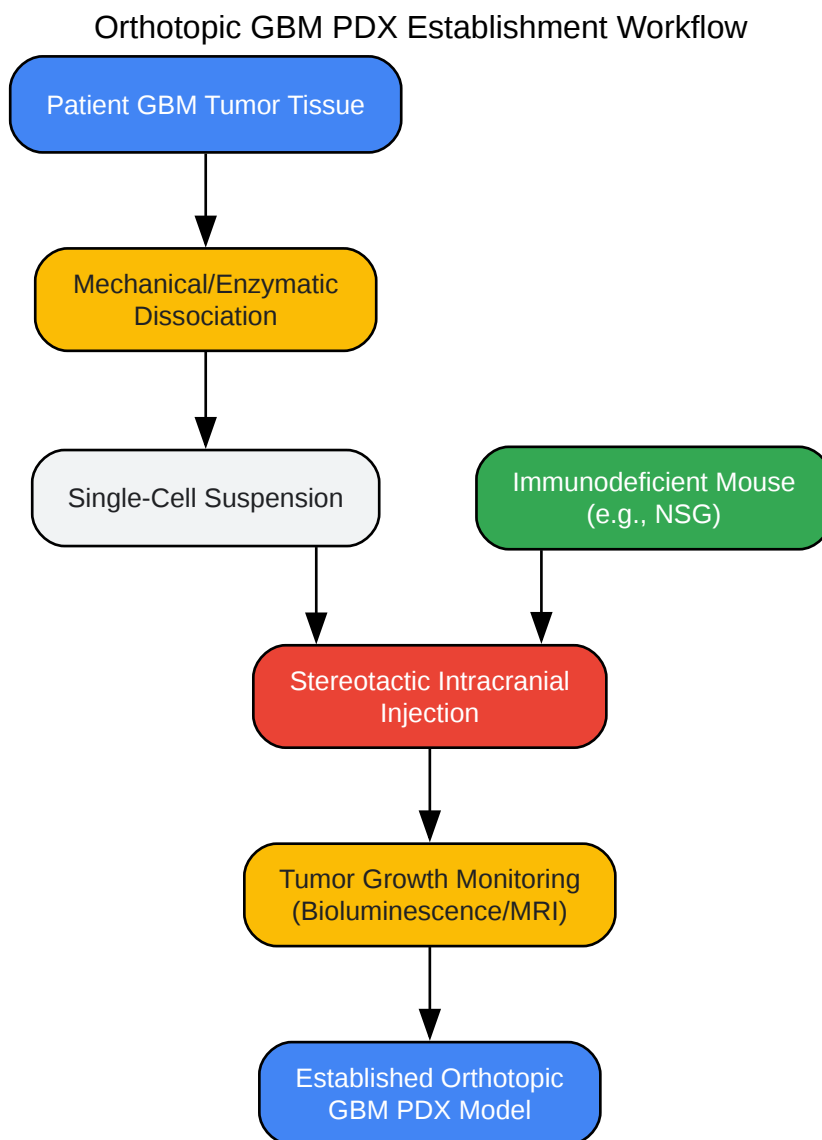 Orthotopic GBM PDX Establishment Workflow
Patient GBM Tumor Tissue
Mechanical/Enzymatic
Dissociation
Single-Cell Suspension
Immunodeficient Mouse
(e.g., NSG)
Stereotactic Intracranial
Injection
Tumor Growth Monitoring
(Bioluminescence/MRI)
Established Orthotopic
GBM PDX Model